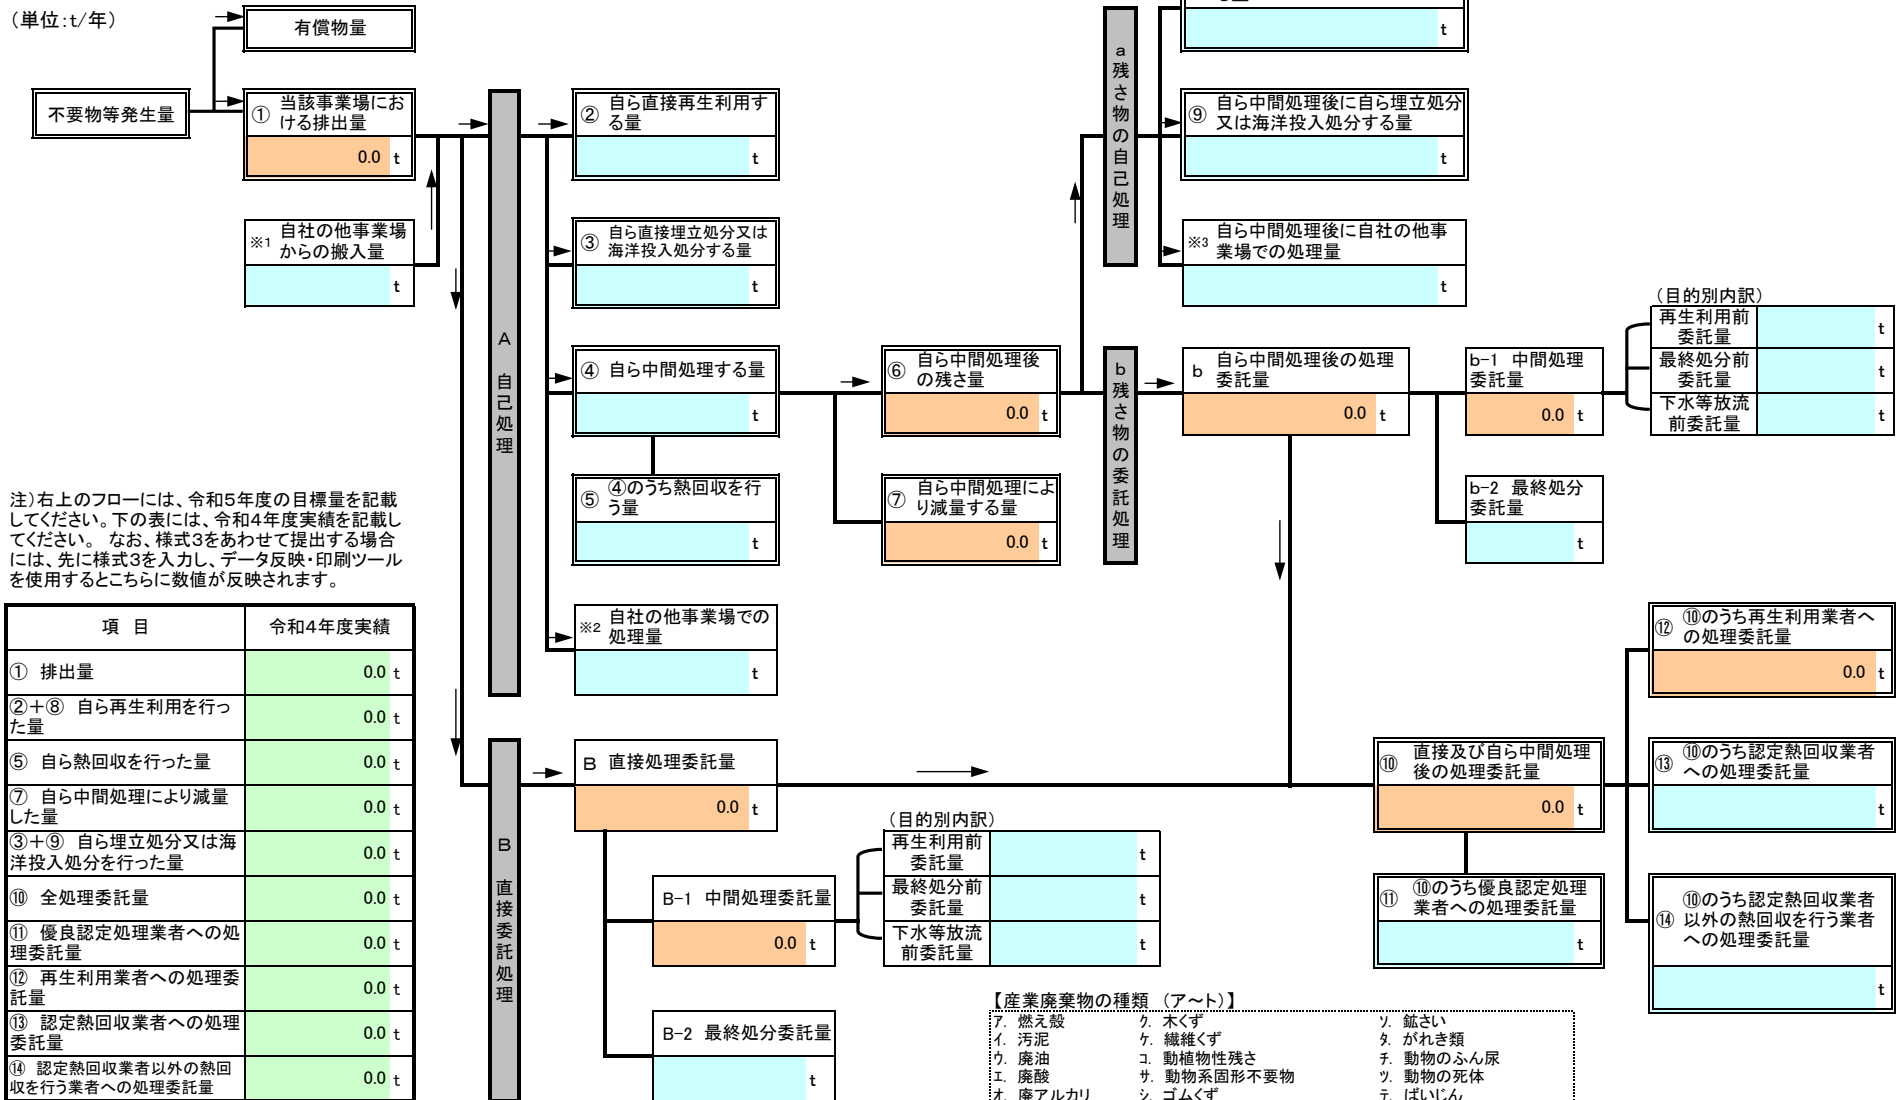 （単位:t/年）
有償物量
t
不要物等発生量
①
当該事業場にお
ける排出量
0.0 t
※1
自社の他事業場
からの搬入量
t
A 自己処理
②
自ら直接再生利用す
る量
t
③
自ら直接埋立処分又は
海洋投入処分する量
t
④ 自ら中間処理する量
t
⑤
④のうち熱回収を行
う量
t
※2
自社の他事業場での
処理量
t
⑥
自ら中間処理後
の残さ量
0.0 t
⑦
自ら中間処理によ
り減量する量
0.0 t
a 残さ物の自己処理
⑨
自ら中間処理後に自ら埋立処分
又は海洋投入処分する量
t
※3
自ら中間処理後に自社の他事
業場での処理量
t
b 残さ物の委託処理
b
自ら中間処理後の処理
委託量
0.0 t
b-1 中間処理
委託量
0.0 t
（目的別内訳）
再生利用前
委託量
t
最終処分前
委託量
t
下水等放流
前委託量
t
b-2 最終処分
委託量
t
注）右上のフローには、令和５年度の目標量を記載
してください。下の表には、令和４年度実績を記載し
てください。 なお、様式３をあわせて提出する場合
には、先に様式３を入力し、データ反映・印刷ツール
を使用するとこちらに数値が反映されます。
項 目 令和４年度実績
① 排出量 0.0 t
②＋⑧ 自ら再生利用を行っ
た量 0.0 t
⑤ 自ら熱回収を行った量 0.0 t
⑦ 自ら中間処理により減量
した量 0.0 t
③＋⑨ 自ら埋立処分又は海
洋投入処分を行った量 0.0 t
⑩ 全処理委託量 0.0 t
⑪ 優良認定処理業者への処
理委託量 0.0 t
⑫ 再生利用業者への処理委
託量 0.0 t
⑬ 認定熱回収業者への処理
委託量 0.0 t
⑭ 認定熱回収業者以外の熱回
収を行う業者への処理委託量 0.0 t
B 直接委託処理
B 直接処理委託量
0.0 t
B-1 中間処理委託量
0.0 t
（目的別内訳）
再生利用前
委託量
t
最終処分前
委託量
t
下水等放流
前委託量
t
B-2 最終処分委託量
t
⑩
直接及び自ら中間処理
後の処理委託量
0.0 t
⑪
⑩のうち優良認定処理
業者への処理委託量
t
⑫
⑩のうち再生利用業者へ
の処理委託量
0.0 t
⑬
⑩のうち認定熱回収業者
への処理委託量
t
⑭
⑩のうち認定熱回収業者
以外の熱回収を行う業者
への処理委託量
t
【産業廃棄物の種類 （ア～ト）】
ア. 燃え殻 ク. 木くず ソ. 鉱さい
イ. 汚泥 ケ. 繊維くず タ. がれき類
ウ. 廃油 コ. 動植物性残さ チ. 動物のふん尿
エ. 廃酸 サ. 動物系固形不要物 ツ. 動物の死体
オ. 廃アルカリ シ. ゴムくず テ. ばいじん